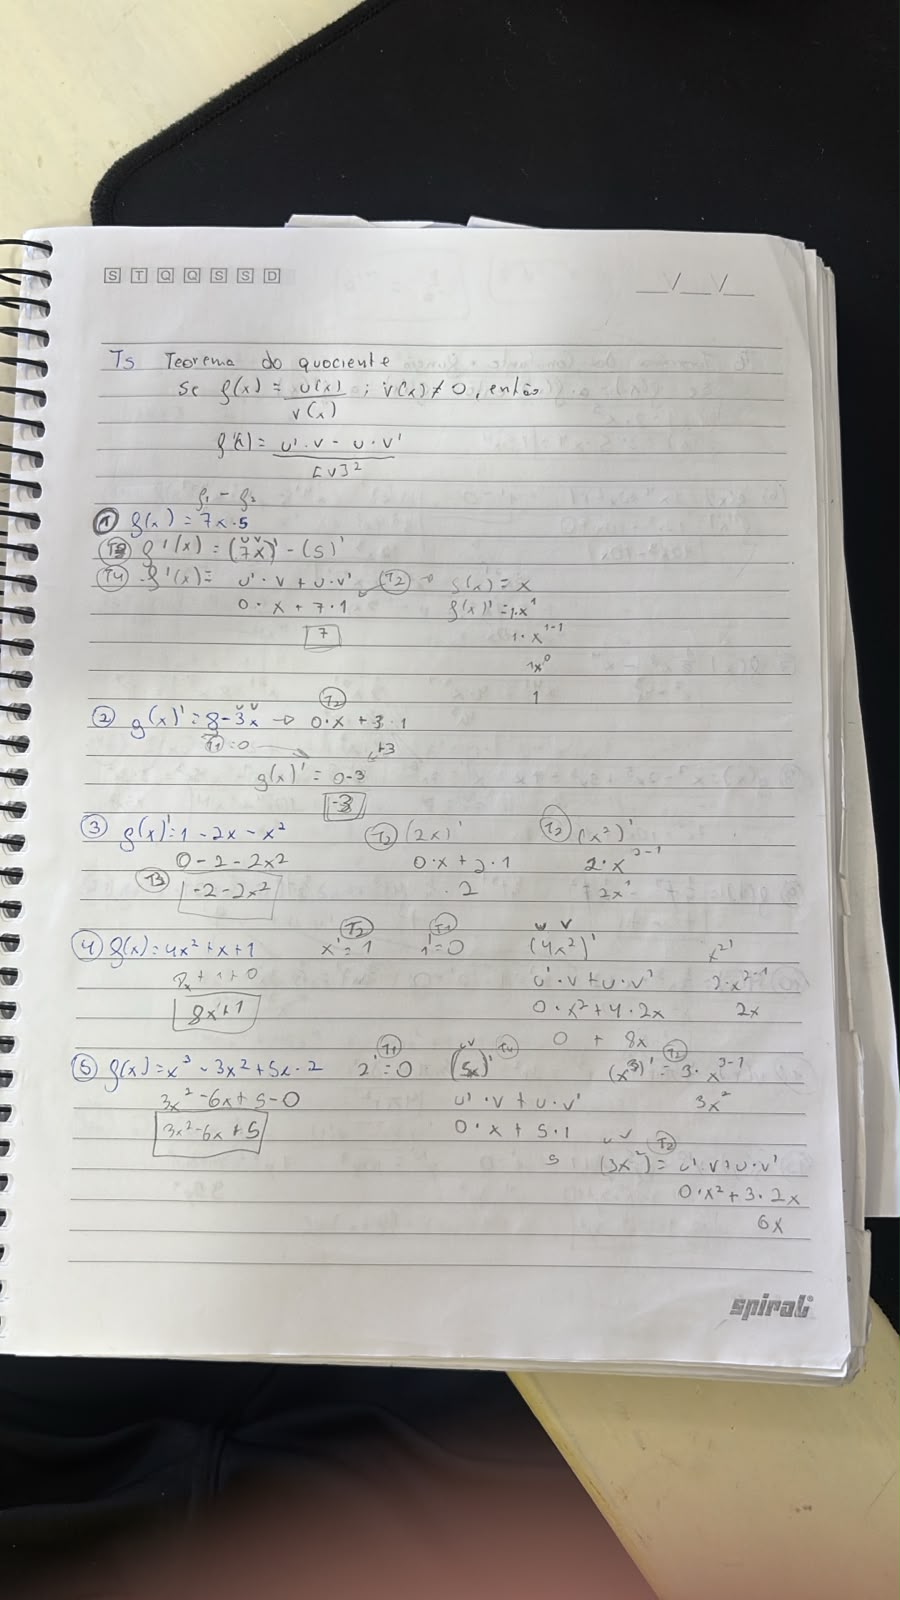 S T Q Q S S D
T5 Teorema do quociente
Se f(x) = u(x)/v(x) ; v(x) ≠ 0, então
f'(x) = u'·v - u·v' / [v]²
f₁ - f₂
① f(x) = 7x-5
T3 f'(x) = (7x)' - (5)'
u v
T4 f'(x) = u'·v + u·v' T2 → f(x) = x
0·x + 7·1 f(x)' = 1·x¹
7 1·x¹⁻¹
1x⁰
1
② g(x)' = 8-3x → 0·x + 3·1 T2
u v
T1=0 +3
g(x)' = 0-3
-3
③ f(x)' = 1 - 2x - x² T2 (2x)' T2 (x²)'
0 - 2 - 2x² 0·x + 2·1 2·x²⁻¹
T3 -2-2x² 2 2x¹
④ f(x) = 4x² + x + 1 x' = 1 T2 1' = 0 T1 (4x²)' x²'
u v
+ 1 + 0 u'·v + u·v' 2·x²⁻¹
8x+1 0·x² + 4·2x 2x
0 + 8x
⑤ f(x) = x³ - 3x² + 5x - 2 2' = 0 T1 (5x)' T4 (x³)' = 3·x³⁻¹ T2
u v
3x² - 6x + 5 - 0 u'·v + u·v' 3x²
3x²-6x+5 0·x + 5·1
5 (3x²)' = u'·v + u·v' T2
u v
0·x² + 3·2x
6x
spiral